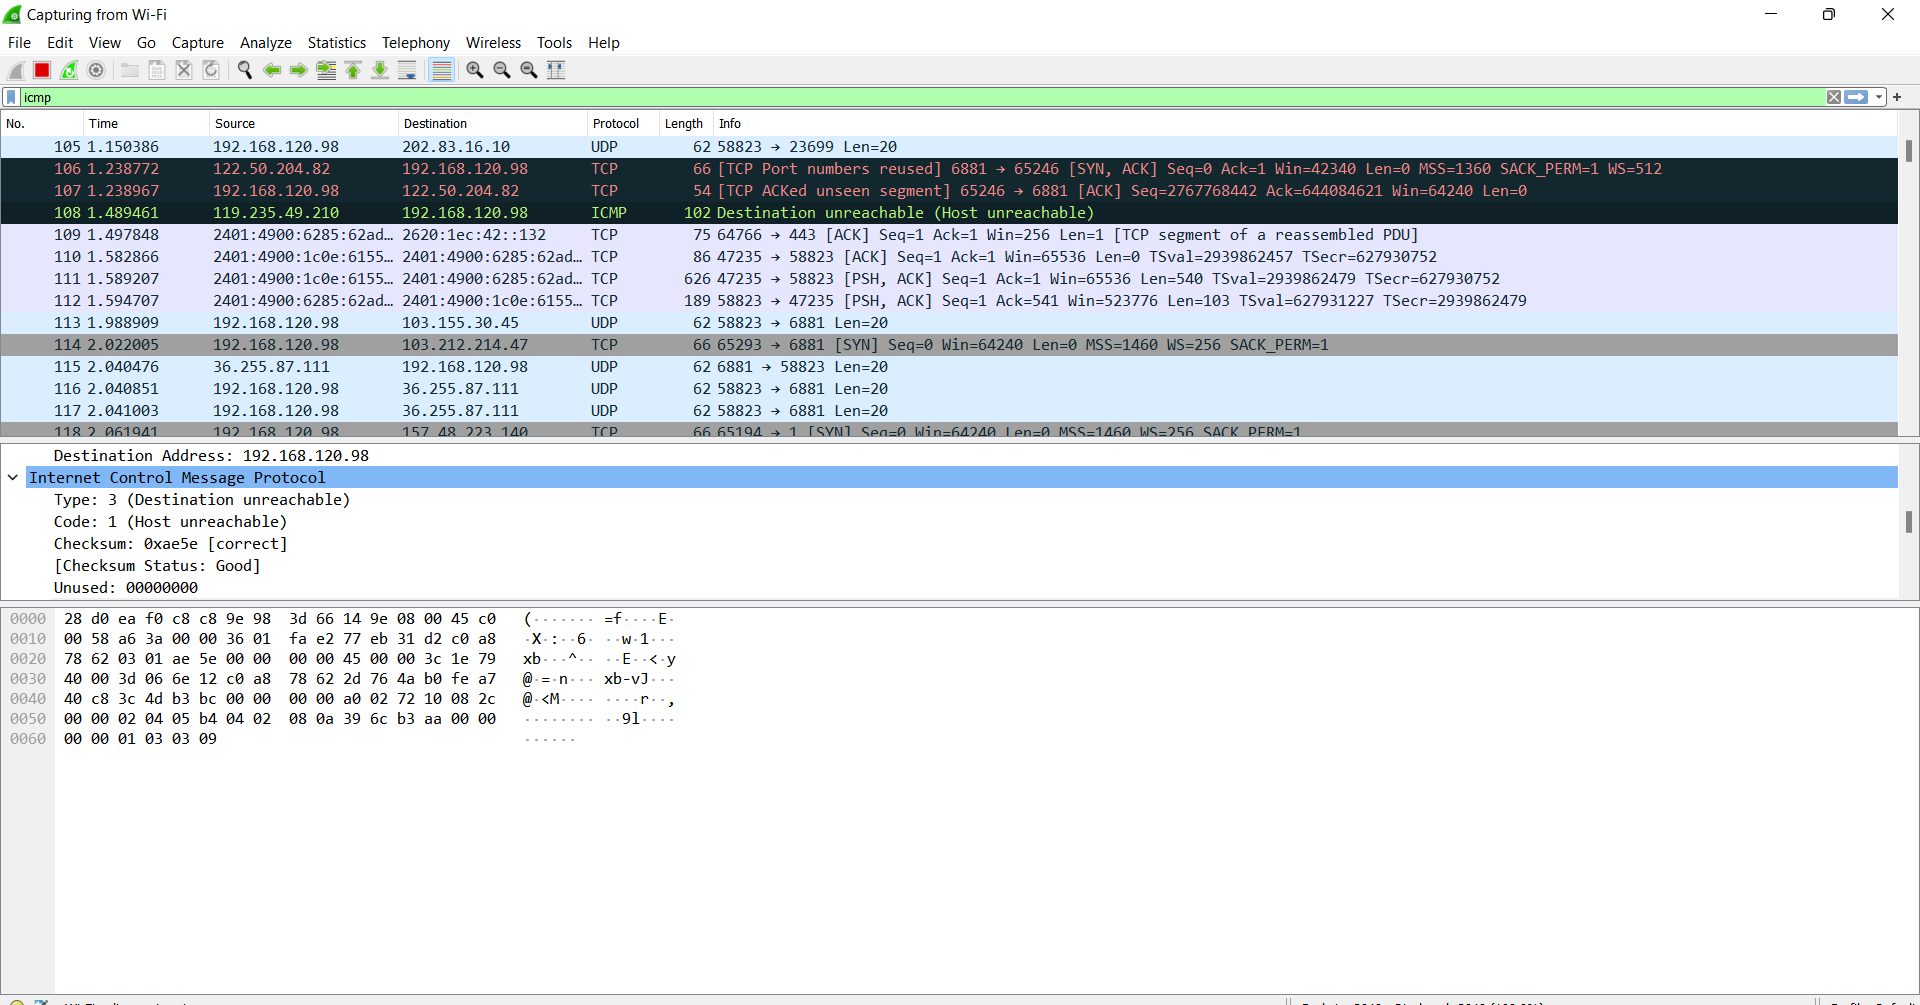 Capturing from Wi-Fi
File Edit View Go Capture Analyze Statistics Telephony Wireless Tools Help
icmp
No. Time Source Destination Protocol Length Info
105 1.150386 192.168.120.98 202.83.16.10 UDP 62 58823 → 23699 Len=20
106 1.238772 122.50.204.82 192.168.120.98 TCP 66 [TCP Port numbers reused] 6881 → 65246 [SYN, ACK] Seq=0 Ack=1 Win=42340 Len=0 MSS=1360 SACK_PERM=1 WS=512
107 1.238967 192.168.120.98 122.50.204.82 TCP 54 [TCP ACKed unseen segment] 65246 → 6881 [ACK] Seq=2767768442 Ack=644084621 Win=64240 Len=0
108 1.489461 119.235.49.210 192.168.120.98 ICMP 102 Destination unreachable (Host unreachable)
109 1.497848 2401:4900:6285:62ad… 2620:1ec:42::132 TCP 75 64766 → 443 [ACK] Seq=1 Ack=1 Win=256 Len=1 [TCP segment of a reassembled PDU]
110 1.582866 2401:4900:1c0e:6155… 2401:4900:6285:62ad… TCP 86 47235 → 58823 [ACK] Seq=1 Ack=1 Win=65536 Len=0 TSval=2939862457 TSecr=627930752
111 1.589207 2401:4900:1c0e:6155… 2401:4900:6285:62ad… TCP 626 47235 → 58823 [PSH, ACK] Seq=1 Ack=1 Win=65536 Len=540 TSval=2939862479 TSecr=627930752
112 1.594707 2401:4900:6285:62ad… 2401:4900:1c0e:6155… TCP 189 58823 → 47235 [PSH, ACK] Seq=1 Ack=541 Win=523776 Len=103 TSval=627931227 TSecr=2939862479
113 1.988909 192.168.120.98 103.155.30.45 UDP 62 58823 → 6881 Len=20
114 2.022005 192.168.120.98 103.212.214.47 TCP 66 65293 → 6881 [SYN] Seq=0 Win=64240 Len=0 MSS=1460 WS=256 SACK_PERM=1
115 2.040476 36.255.87.111 192.168.120.98 UDP 62 6881 → 58823 Len=20
116 2.040851 192.168.120.98 36.255.87.111 UDP 62 58823 → 6881 Len=20
117 2.041003 192.168.120.98 36.255.87.111 UDP 62 58823 → 6881 Len=20
118 2.061941 192.168.120.98 157.48.223.140 TCP 66 65194 → 1 [SYN] Seq=0 Win=64240 Len=0 MSS=1460 WS=256 SACK_PERM=1
Destination Address: 192.168.120.98
Internet Control Message Protocol
Type: 3 (Destination unreachable)
Code: 1 (Host unreachable)
Checksum: 0xae5e [correct]
[Checksum Status: Good]
Unused: 00000000
0000 28 d0 ea f0 c8 c8 9e 98 3d 66 14 9e 08 00 45 c0 (······· =f····E·
0010 00 58 a6 3a 00 00 36 01 fa e2 77 eb 31 d2 c0 a8 ·X·:··6· ··w·1···
0020 78 62 03 01 ae 5e 00 00 00 00 45 00 00 3c 1e 79 xb···^·· ··E··<·y
0030 40 00 3d 06 6e 12 c0 a8 78 62 2d 76 4a b0 fe a7 @·=·n··· xb-vJ···
0040 40 c8 3c 4d b3 bc 00 00 00 00 a0 02 72 10 08 2c @·<M···· ····r··,
0050 00 00 02 04 05 b4 04 02 08 0a 39 6c b3 aa 00 00 ········ ··9l····
0060 00 00 01 03 03 09 ······